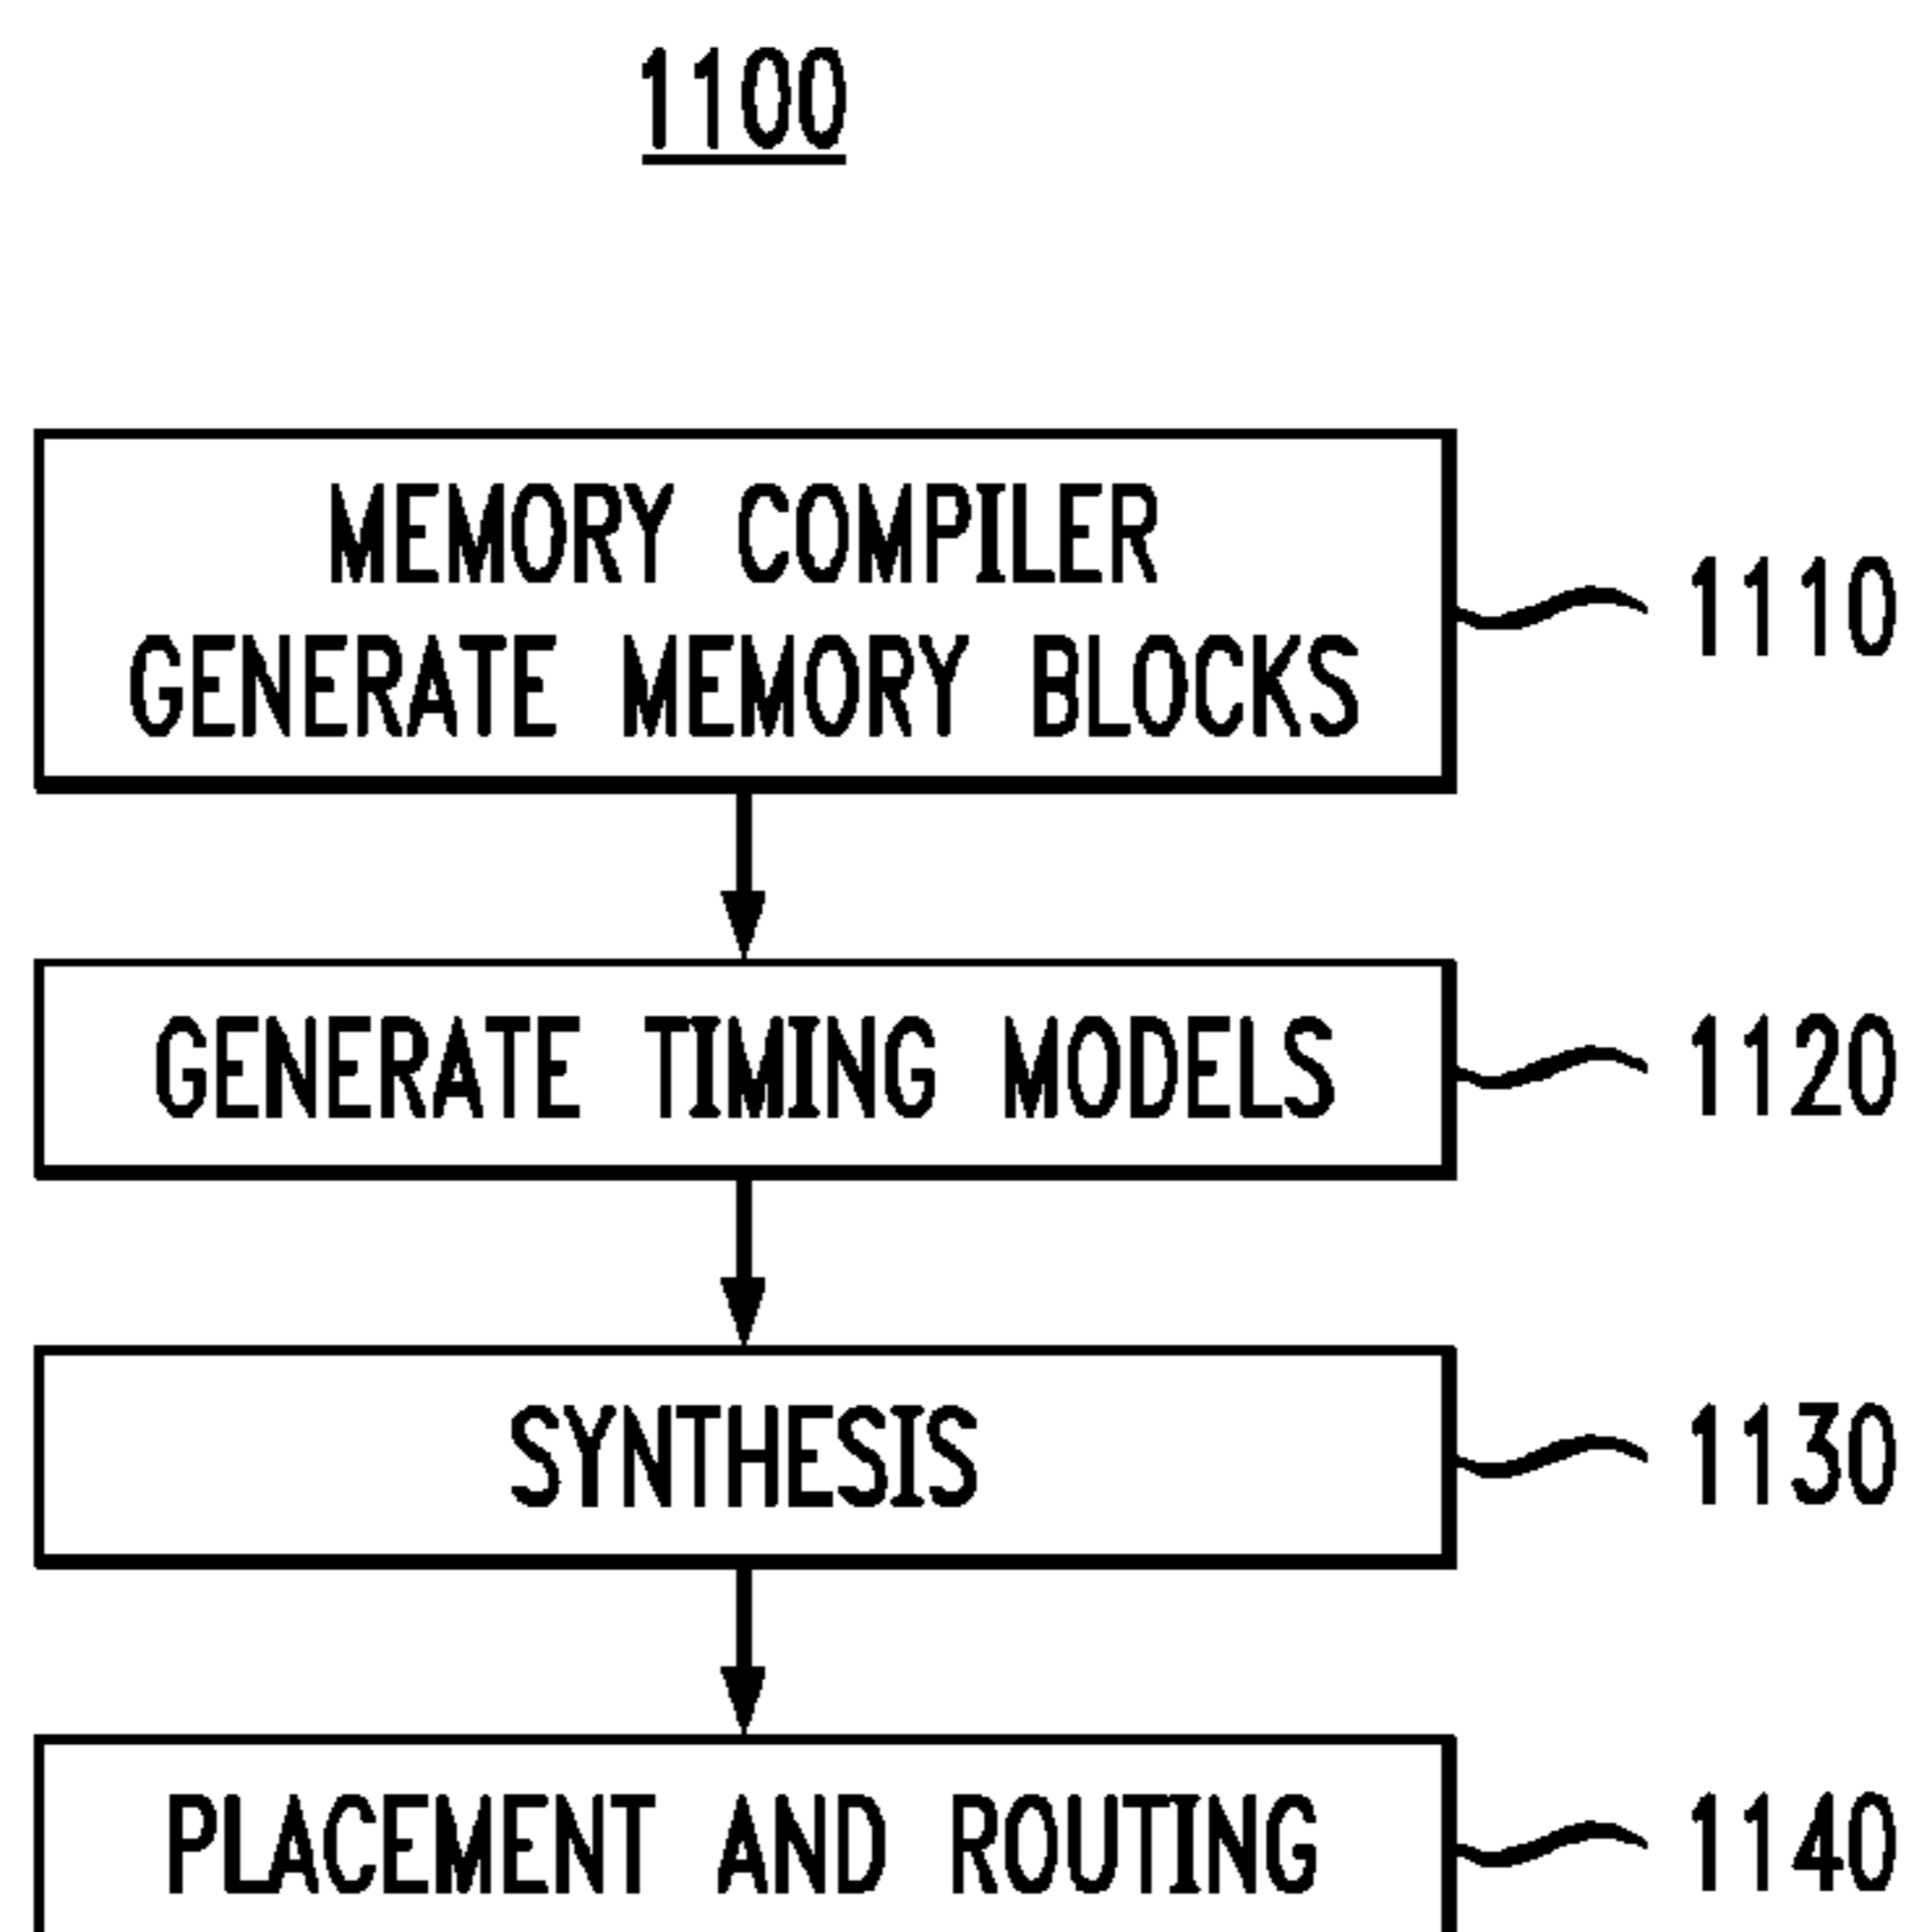 1100
MEMORY COMPILER
GENERATE MEMORY BLOCKS
1110
GENERATE TIMING MODELS
1120
SYNTHESIS
1130
PLACEMENT AND ROUTING
1140